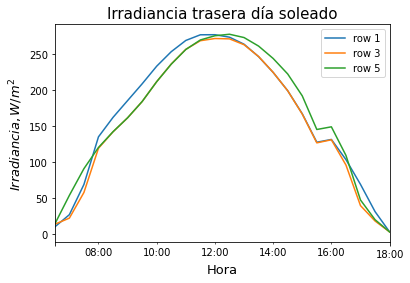 Irradiancia trasera día soleado
row 1
row 3
row 5
Irradiancia, W/m²
250
200
150
100
50
0
08:00 10:00 12:00 14:00 16:00 18:00
Hora